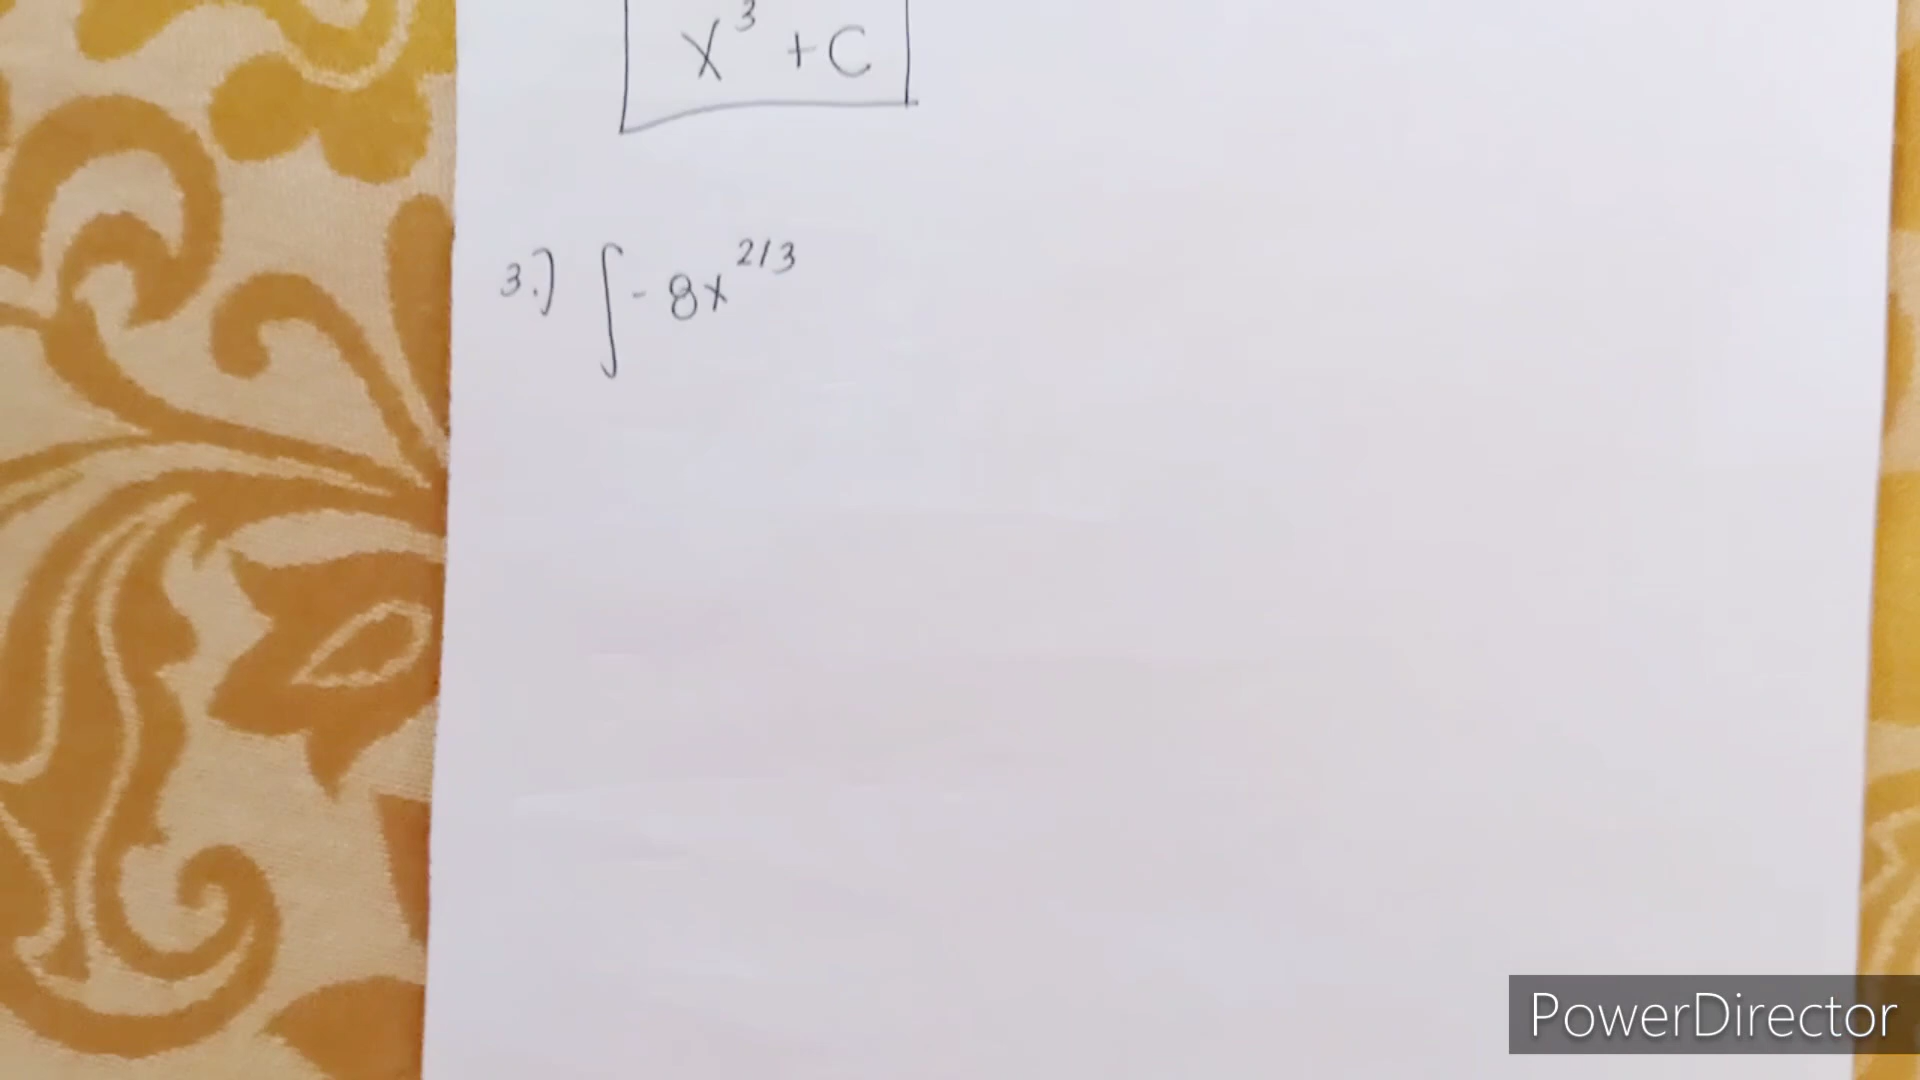 x³ + C
3.) ∫ - 8x^2/3
PowerDirector